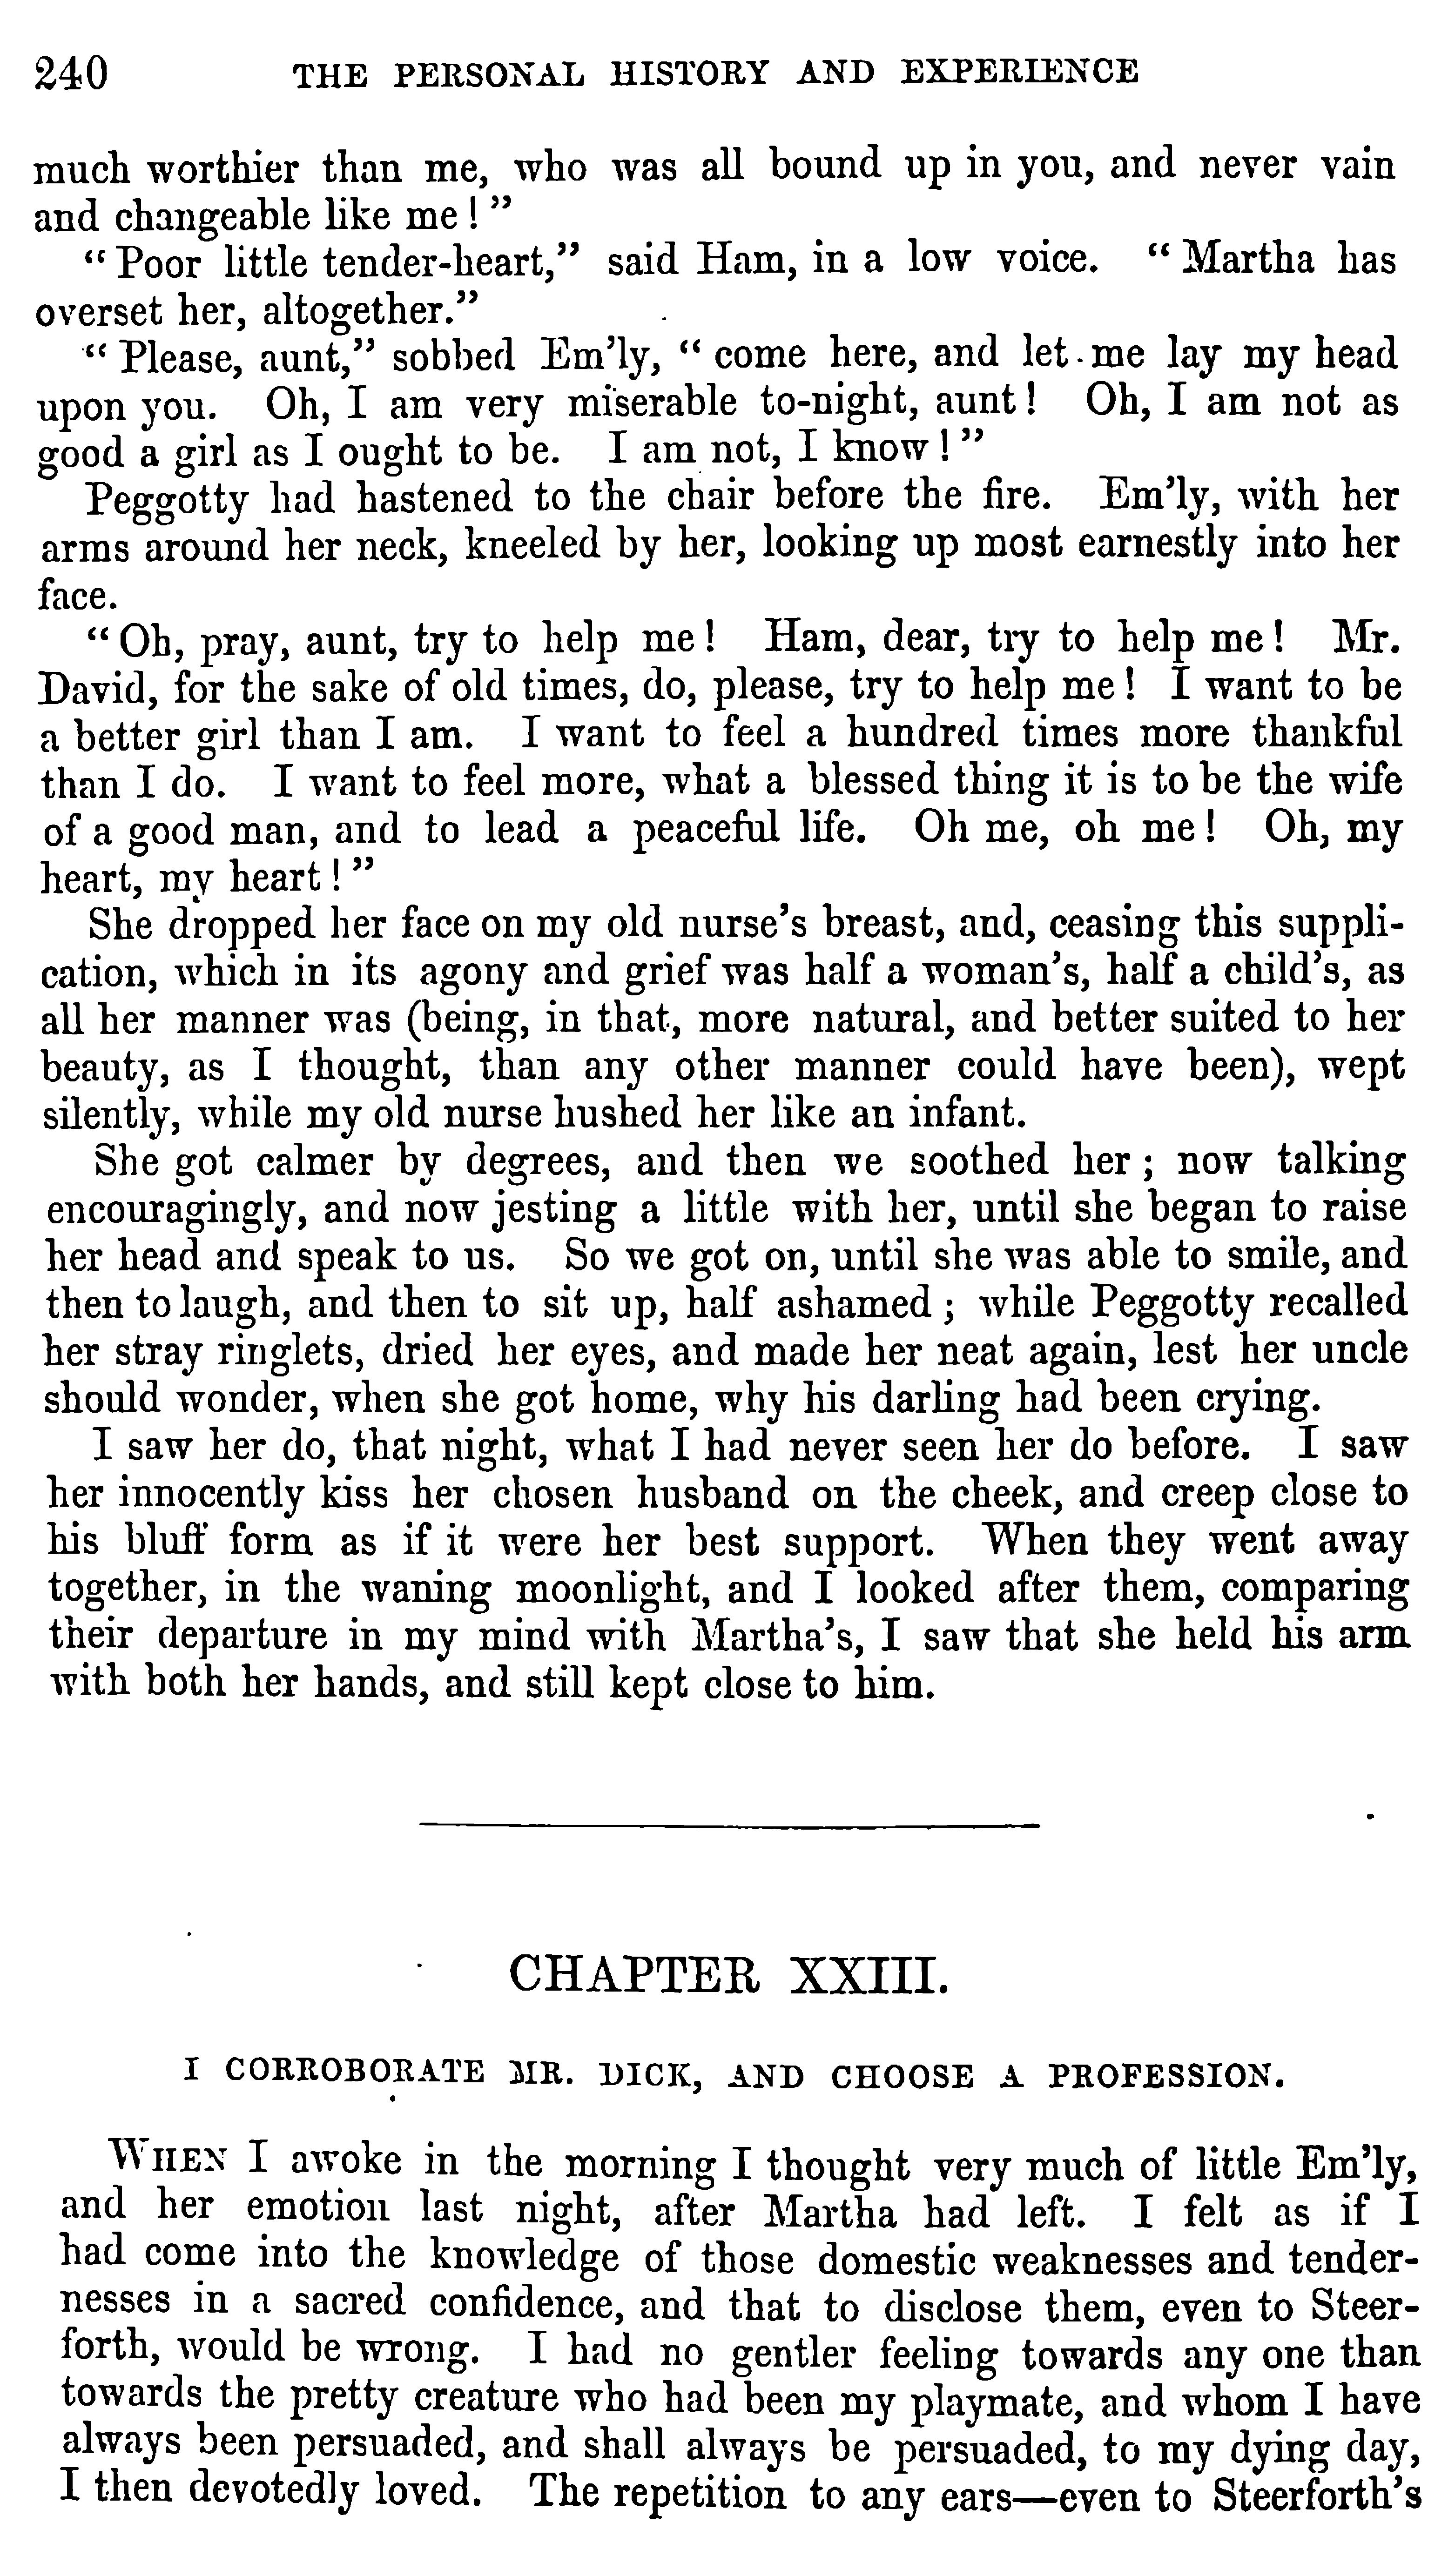 240 THE PERSONAL HISTORY AND EXPERIENCE
much worthier than me, who was all bound up in you, and never vain
and changeable like me ! "
" Poor little tender-heart," said Ham, in a low voice. " Martha has
overset her, altogether."
" Please, aunt," sobbed Em'ly, " come here, and let me lay my head
upon you. Oh, I am very miserable to-night, aunt ! Oh, I am not as
good a girl as I ought to be. I am not, I know ! "
Peggotty had hastened to the chair before the fire. Em'ly, with her
arms around her neck, kneeled by her, looking up most earnestly into her
face.
" Oh, pray, aunt, try to help me ! Ham, dear, try to help me ! Mr.
David, for the sake of old times, do, please, try to help me ! I want to be
a better girl than I am. I want to feel a hundred times more thankful
than I do. I want to feel more, what a blessed thing it is to be the wife
of a good man, and to lead a peaceful life. Oh me, oh me ! Oh, my
heart, my heart ! "
She dropped her face on my old nurse's breast, and, ceasing this suppli-
cation, which in its agony and grief was half a woman's, half a child's, as
all her manner was (being, in that, more natural, and better suited to her
beauty, as I thought, than any other manner could have been), wept
silently, while my old nurse hushed her like an infant.
She got calmer by degrees, and then we soothed her ; now talking
encouragingly, and now jesting a little with her, until she began to raise
her head and speak to us. So we got on, until she was able to smile, and
then to laugh, and then to sit up, half ashamed ; while Peggotty recalled
her stray ringlets, dried her eyes, and made her neat again, lest her uncle
should wonder, when she got home, why his darling had been crying.
I saw her do, that night, what I had never seen her do before. I saw
her innocently kiss her chosen husband on the cheek, and creep close to
his bluff form as if it were her best support. When they went away
together, in the waning moonlight, and I looked after them, comparing
their departure in my mind with Martha's, I saw that she held his arm
with both her hands, and still kept close to him.
CHAPTER XXIII.
I CORROBORATE MR. DICK, AND CHOOSE A PROFESSION.
WHEN I awoke in the morning I thought very much of little Em'ly,
and her emotion last night, after Martha had left. I felt as if I
had come into the knowledge of those domestic weaknesses and tender-
nesses in a sacred confidence, and that to disclose them, even to Steer-
forth, would be wrong. I had no gentler feeling towards any one than
towards the pretty creature who had been my playmate, and whom I have
always been persuaded, and shall always be persuaded, to my dying day,
I then devotedly loved. The repetition to any ears—even to Steerforth's